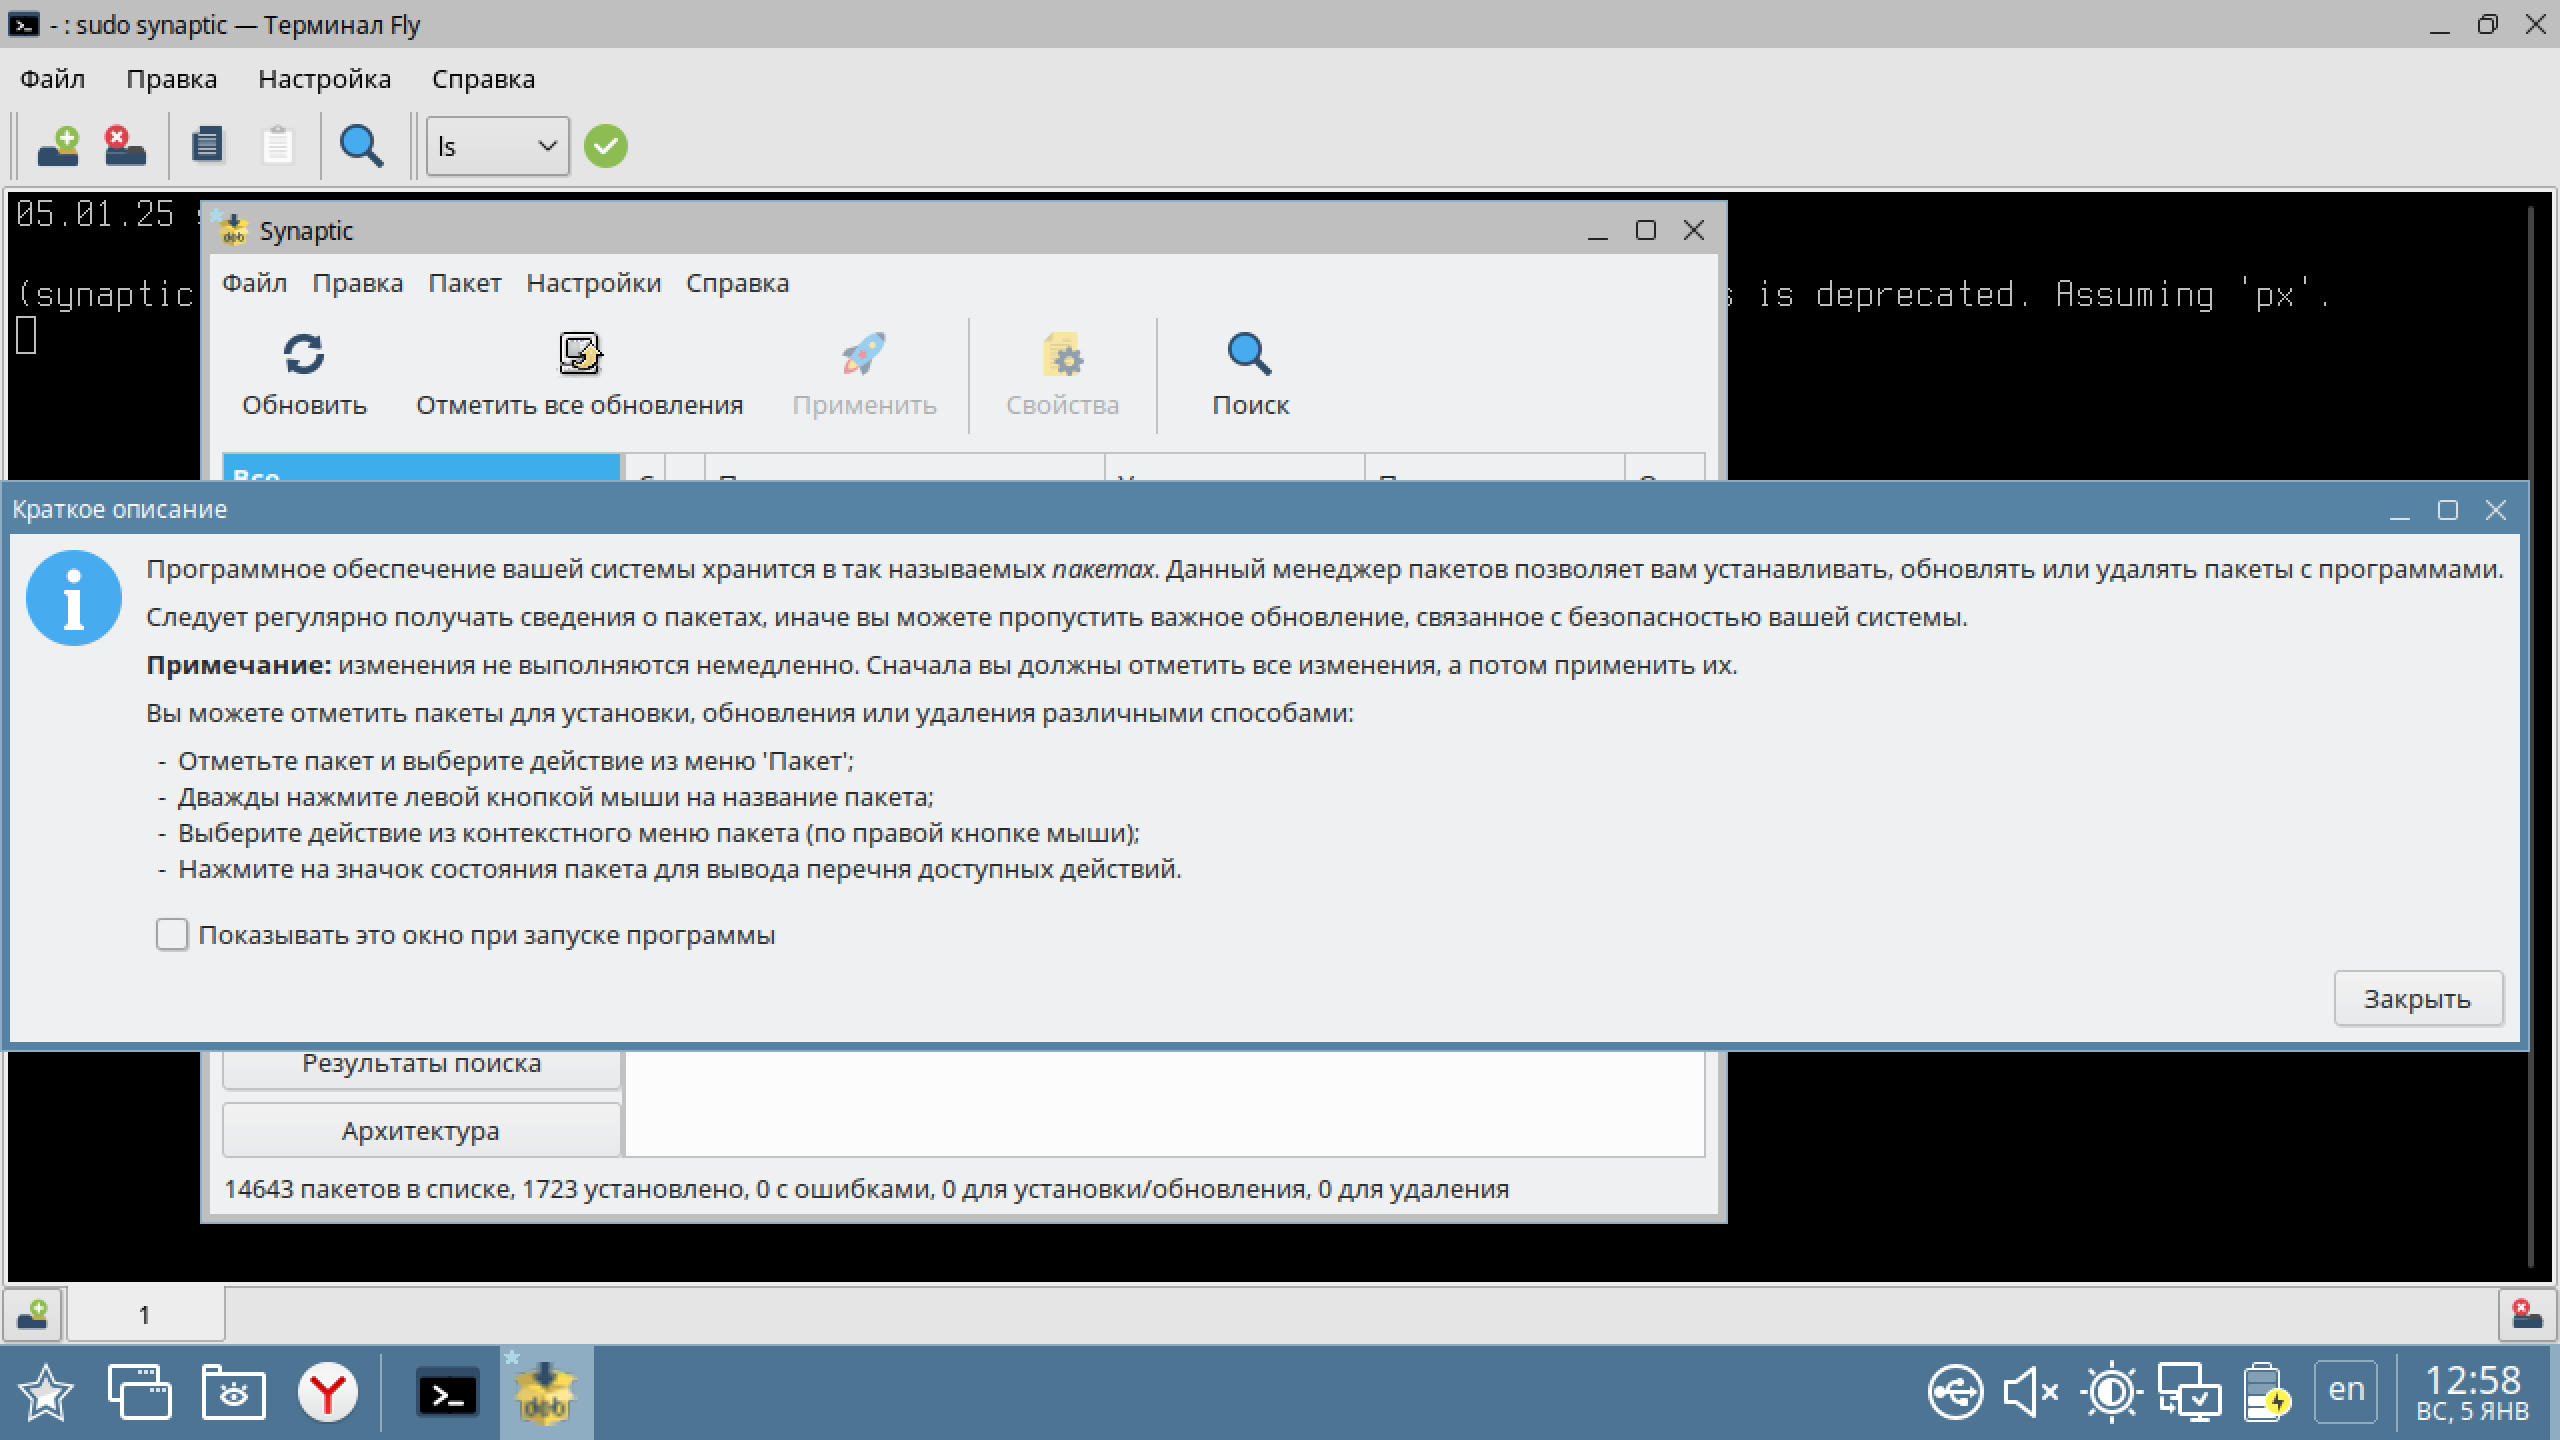 - : sudo synaptic — Терминал Fly
Файл Правка Настройка Справка
ls
05.01.25
Synaptic
Файл Правка Пакет Настройки Справка
(synaptic is deprecated. Assuming 'px'.
Обновить Отметить все обновления Применить Свойства Поиск
Все
Краткое описание
Программное обеспечение вашей системы хранится в так называемых пакетах. Данный менеджер пакетов позволяет вам устанавливать, обновлять или удалять пакеты с программами.
Следует регулярно получать сведения о пакетах, иначе вы можете пропустить важное обновление, связанное с безопасностью вашей системы.
Примечание: изменения не выполняются немедленно. Сначала вы должны отметить все изменения, а потом применить их.
Вы можете отметить пакеты для установки, обновления или удаления различными способами:
- Отметьте пакет и выберите действие из меню 'Пакет';
- Дважды нажмите левой кнопкой мыши на название пакета;
- Выберите действие из контекстного меню пакета (по правой кнопке мыши);
- Нажмите на значок состояния пакета для вывода перечня доступных действий.
Показывать это окно при запуске программы
Закрыть
Результаты поиска
Архитектура
14643 пакетов в списке, 1723 установлено, 0 с ошибками, 0 для установки/обновления, 0 для удаления
1
deb
en
12:58
ВС, 5 ЯНВ